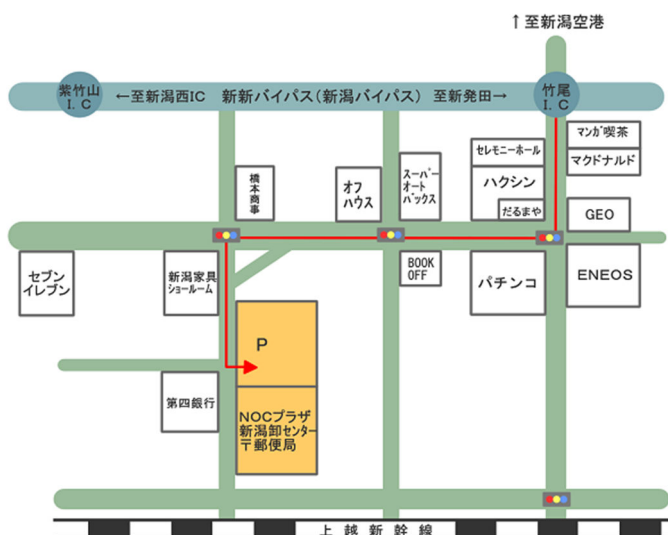 ↑至新潟空港
紫竹山
I. C
←至新潟西IC 新新バイパス(新潟バイパス) 至新発田→
竹尾
I. C
マンガ喫茶
マクドナルド
セレモニーホール
ハクシン
だるまや
GEO
スーパー
オート
バックス
オフ
ハウス
橋本商事
セブン
イレブン
新潟家具
ショールーム
BOOK
OFF
パチンコ
ENEOS
P
第四銀行
NOCプラザ
新潟卸センター
〒郵便局
上越新幹線